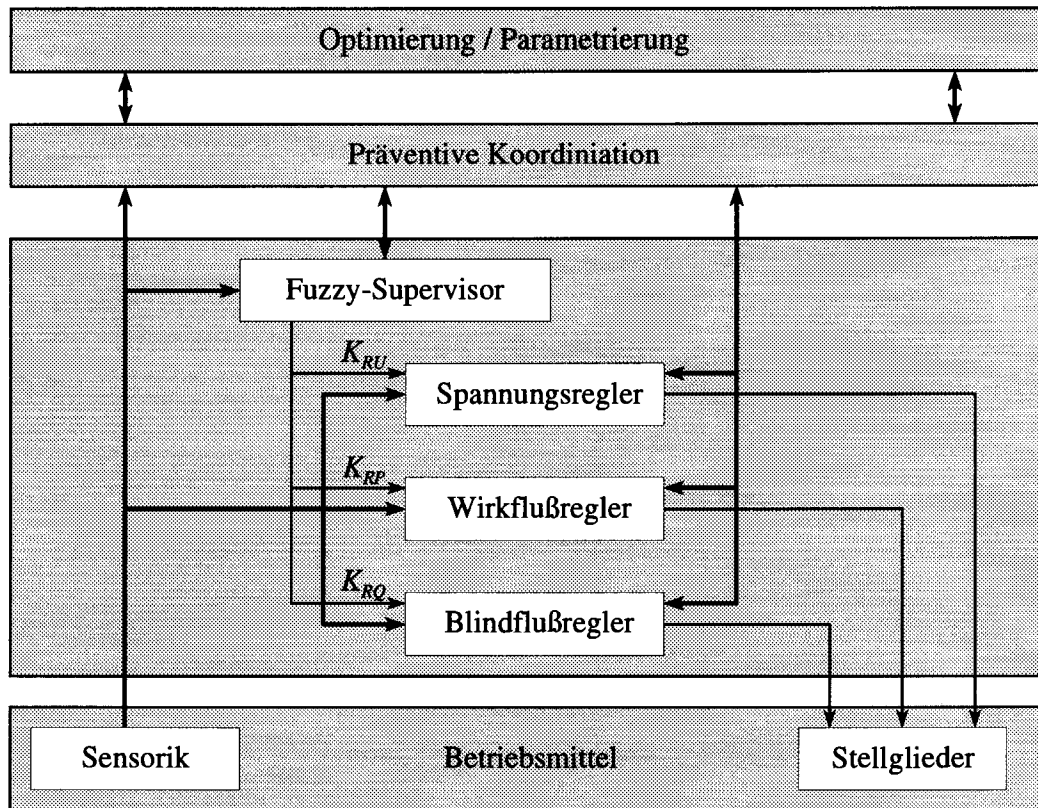 Optimierung / Parametrierung
Präventive Koordiniation
Fuzzy-Supervisor
K_RU
Spannungsregler
K_RP
Wirkflußregler
K_RQ
Blindflußregler
Sensorik
Betriebsmittel
Stellglieder